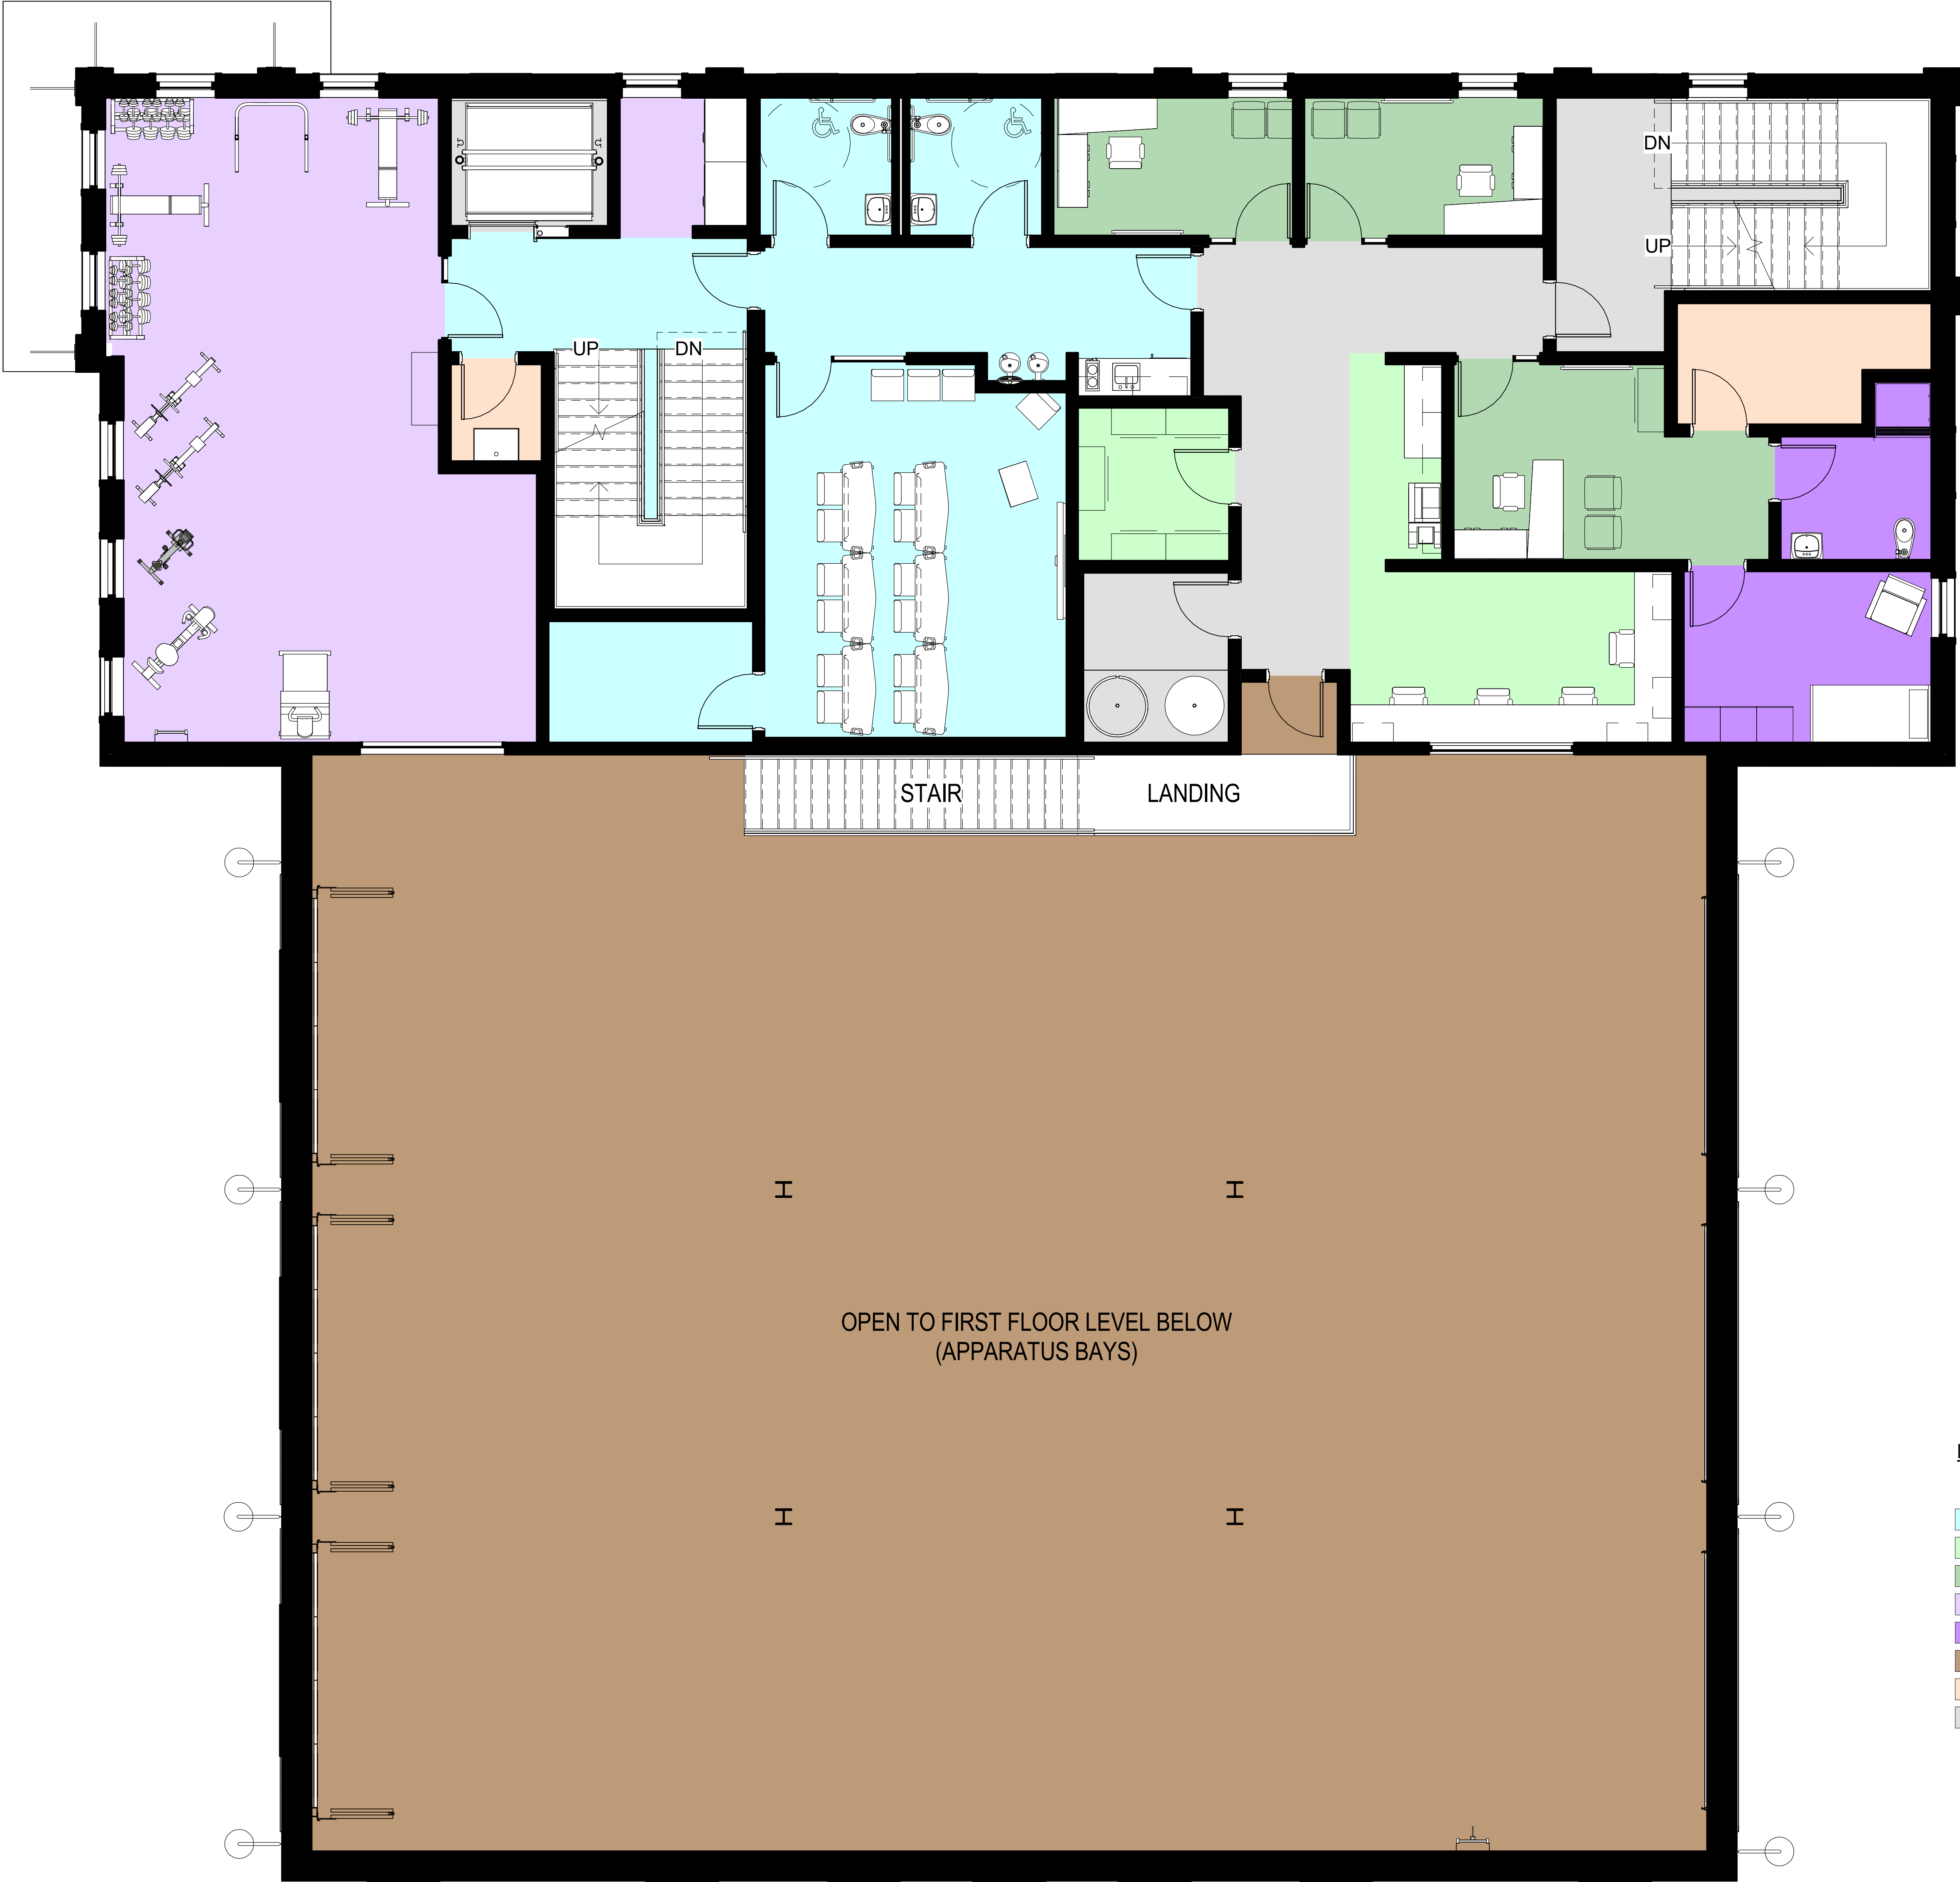 DN
UP
UP
DN
STAIR
LANDING
OPEN TO FIRST FLOOR LEVEL BELOW
(APPARATUS BAYS)